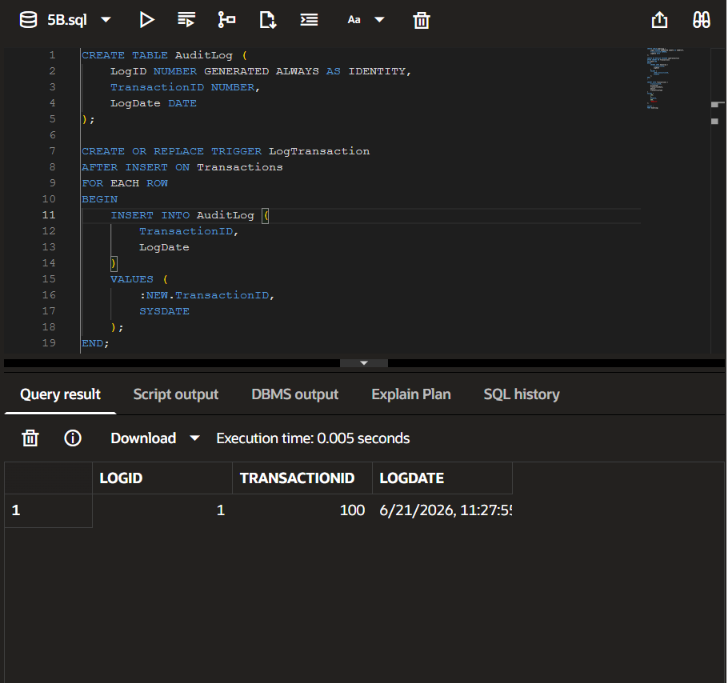 5B.sql Aa
1 CREATE TABLE AuditLog (
2 LogID NUMBER GENERATED ALWAYS AS IDENTITY,
3 TransactionID NUMBER,
4 LogDate DATE
5 );
6
7 CREATE OR REPLACE TRIGGER LogTransaction
8 AFTER INSERT ON Transactions
9 FOR EACH ROW
10 BEGIN
11 INSERT INTO AuditLog (
12 TransactionID,
13 LogDate
14 )
15 VALUES (
16 :NEW.TransactionID,
17 SYSDATE
18 );
19 END;
Query result Script output DBMS output Explain Plan SQL history
Download Execution time: 0.005 seconds
LOGID TRANSACTIONID LOGDATE
1 1 100 6/21/2026, 11:27:55